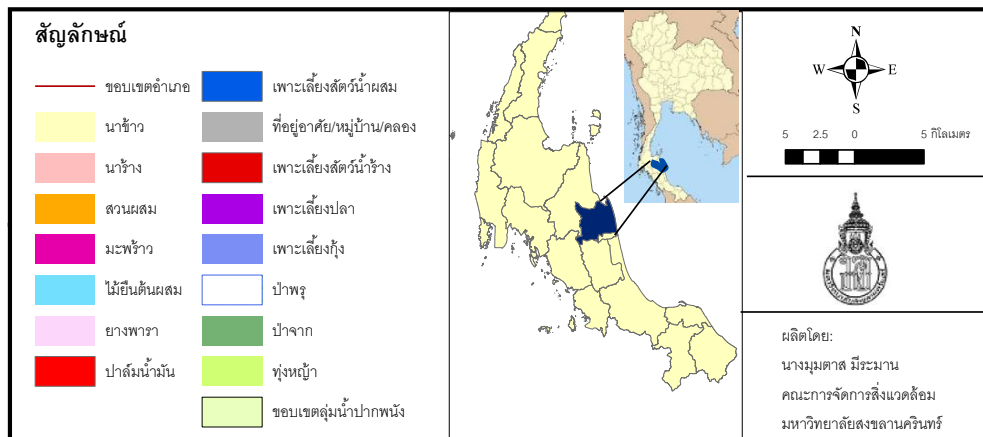 สัญลักษณ์
ขอบเขตอำเภอ
นาข้าว
นาร้าง
สวนผสม
มะพร้าว
ไม้ยืนต้นผสม
ยางพารา
ปาล์มน้ำมัน
เพาะเลี้ยงสัตว์น้ำผสม
ที่อยู่อาศัย/หมู่บ้าน/คลอง
เพาะเลี้ยงสัตว์น้ำร้าง
เพาะเลี้ยงปลา
เพาะเลี้ยงกุ้ง
ป่าพรุ
ป่าจาก
ทุ่งหญ้า
ขอบเขตลุ่มน้ำปากพนัง
N
W E
S
5 2.5 0 5 กิโลเมตร
ผลิตโดย:
นางมุมตาส มีระมาน
คณะการจัดการสิ่งแวดล้อม
มหาวิทยาลัยสงขลานครินทร์